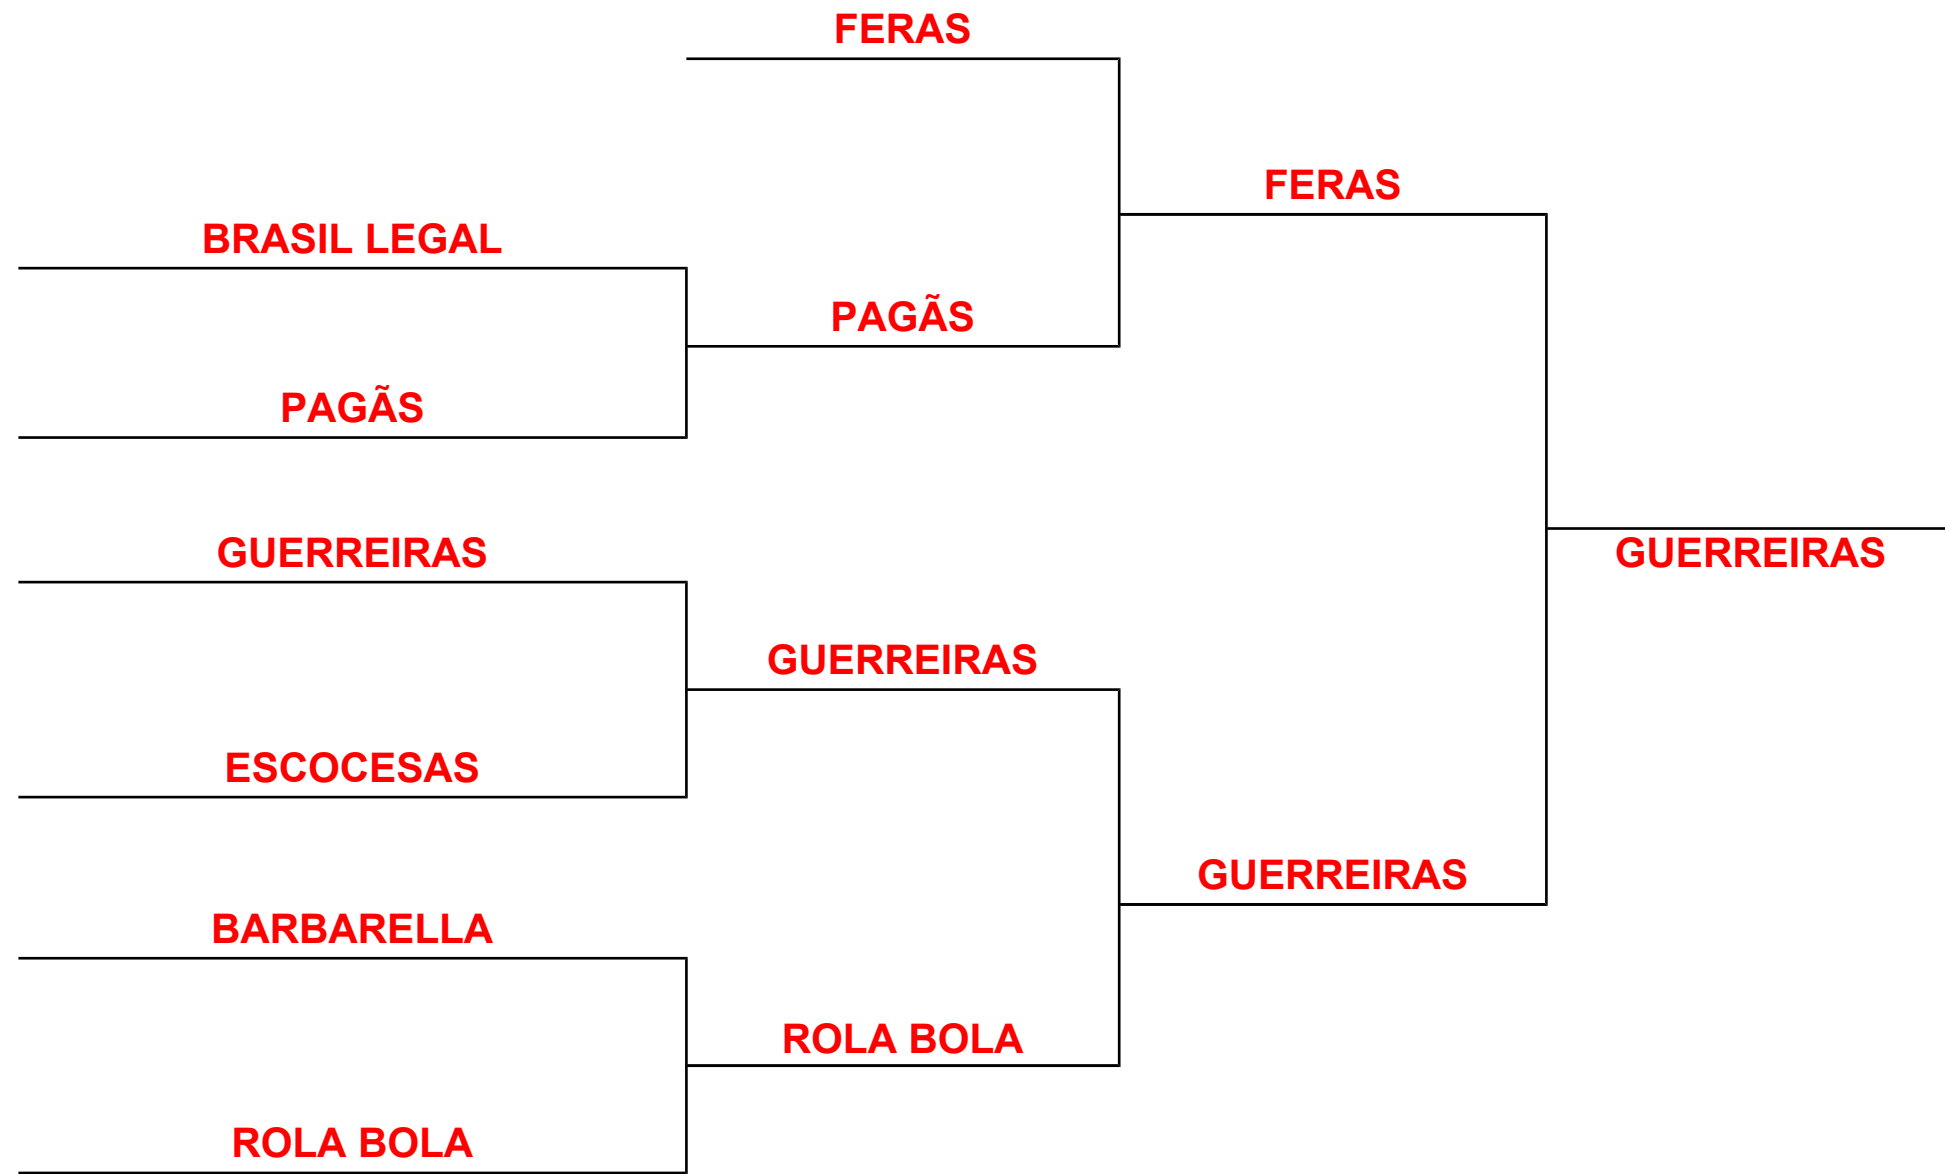 FERAS
FERAS
BRASIL LEGAL
PAGÃS
PAGÃS
GUERREIRAS
GUERREIRAS
GUERREIRAS
ESCOCESAS
GUERREIRAS
BARBARELLA
ROLA BOLA
ROLA BOLA